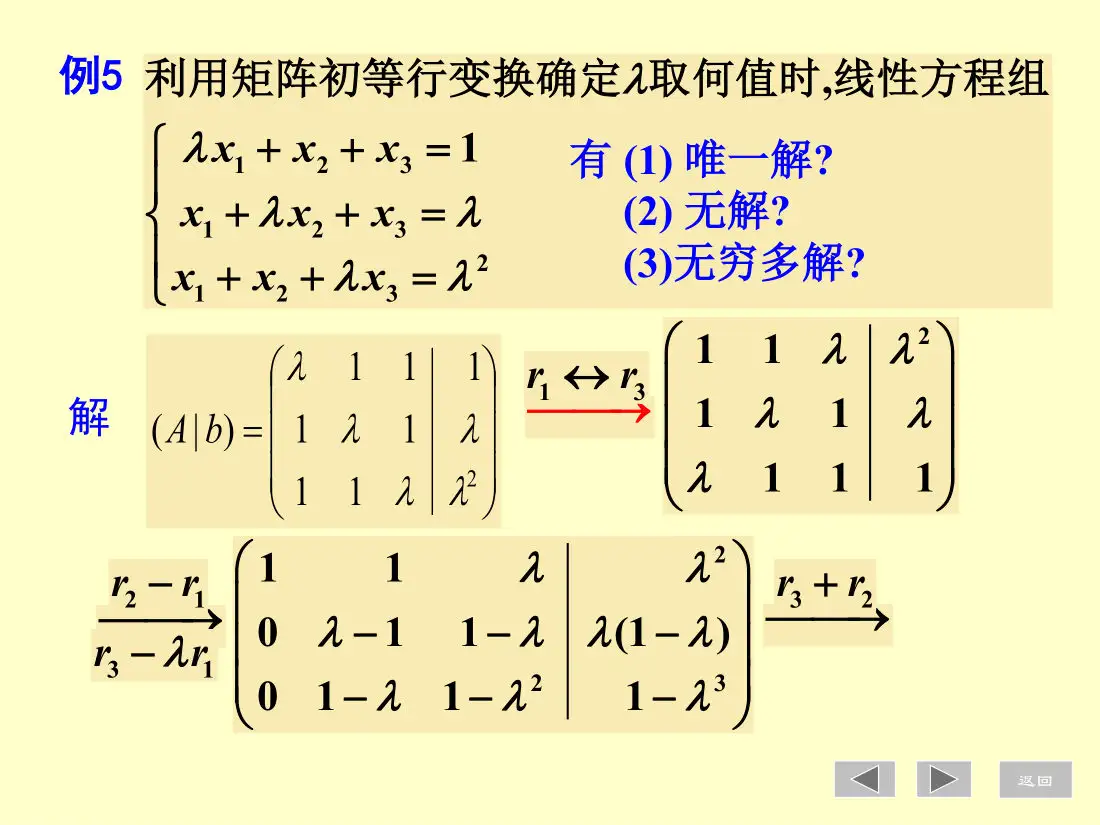 例5 利用矩阵初等行变换确定λ取何值时,线性方程组
λx₁ + x₂ + x₃ = 1
x₁ + λx₂ + x₃ = λ
x₁ + x₂ + λx₃ = λ²
有 (1) 唯一解?
(2) 无解?
(3)无穷多解?
解
(A | b) =
λ 1 1 | 1
1 λ 1 | λ
1 1 λ | λ²
r₁ ↔ r₃
1 1 λ | λ²
1 λ 1 | λ
λ 1 1 | 1
r₂ − r₁
r₃ − λr₁
1 1 λ | λ²
0 λ − 1 1 − λ | λ(1 − λ)
0 1 − λ 1 − λ² | 1 − λ³
r₃ + r₂
返回